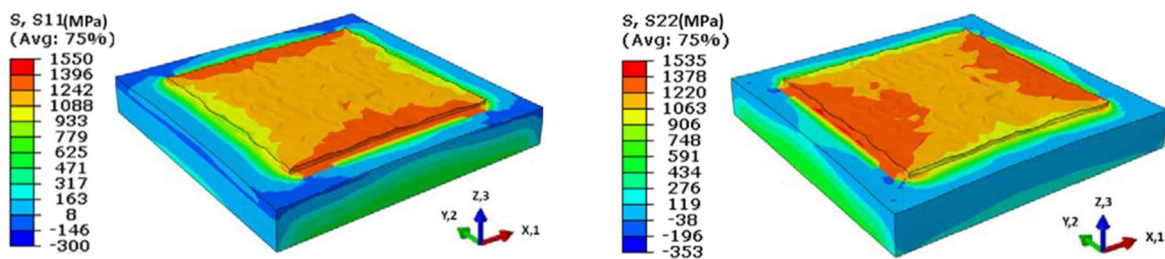 S, S11(MPa)
(Avg: 75%)
1550
1396
1242
1088
933
779
625
471
317
163
8
-146
-300
Z,3
Y,2
X,1
S, S22(MPa)
(Avg: 75%)
1535
1378
1220
1063
906
748
591
434
276
119
-38
-196
-353
Z,3
Y,2
X,1